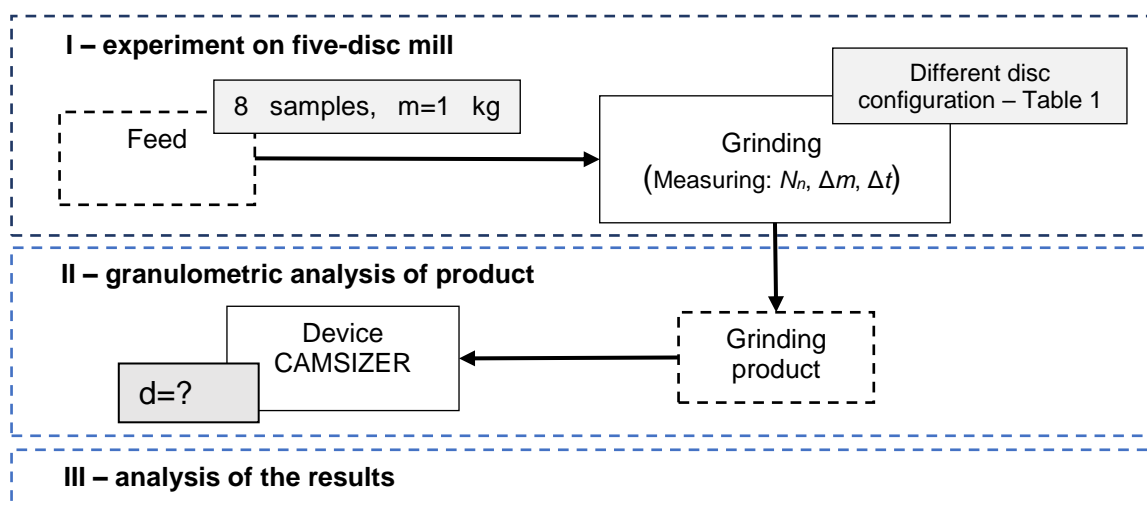 I – experiment on five-disc mill
8 samples, m=1 kg
Feed
Different disc
configuration – Table 1
Grinding
(Measuring: Nn, Δm, Δt)
II – granulometric analysis of product
Device
CAMSIZER
d=?
Grinding
product
III – analysis of the results